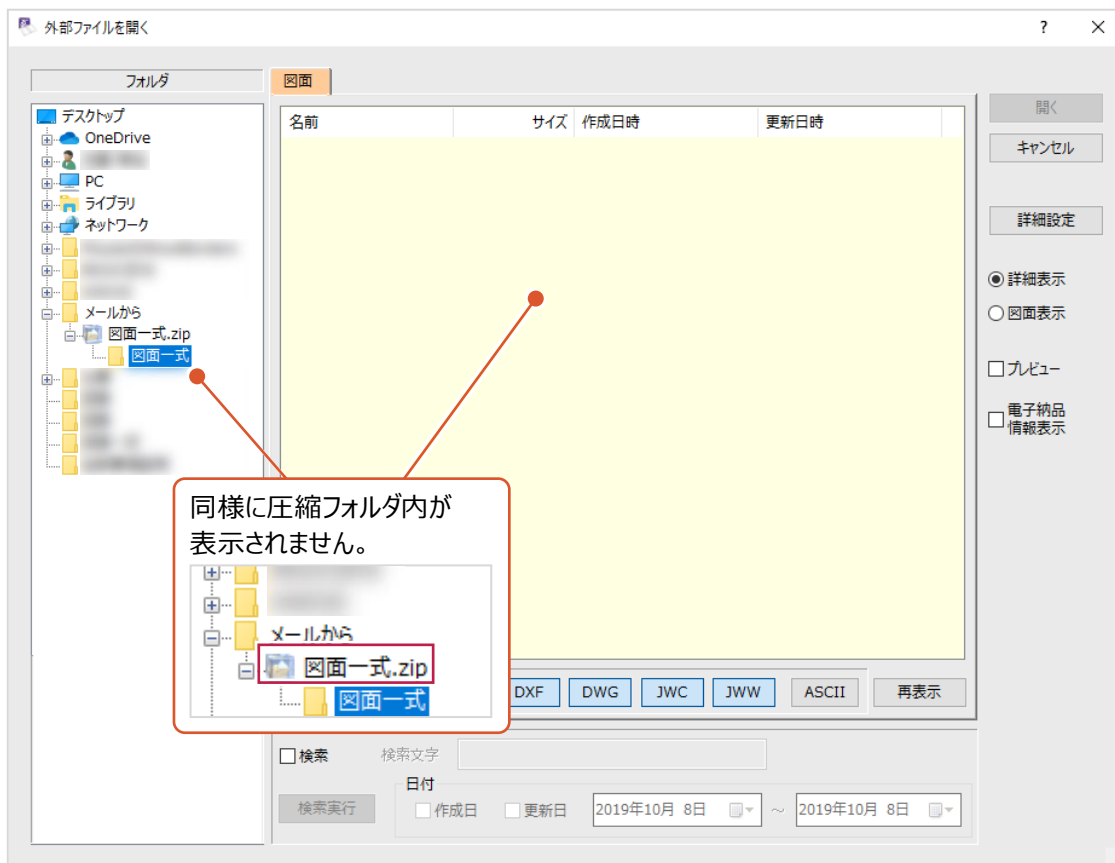 外部ファイルを開く
?
×
フォルダ
デスクトップ
OneDrive
PC
ライブラリ
ネットワーク
メールから
図面一式.zip
図面一式
図面
名前 サイズ 作成日時 更新日時
開く
キャンセル
詳細設定
詳細表示
図面表示
プレビュー
電子納品
情報表示
同様に圧縮フォルダ内が
表示されません。
メールから
図面一式.zip
図面一式
DXF DWG JWC JWW ASCII 再表示
検索 検索文字
検索実行
日付
作成日 更新日 2019年10月 8日 ～ 2019年10月 8日